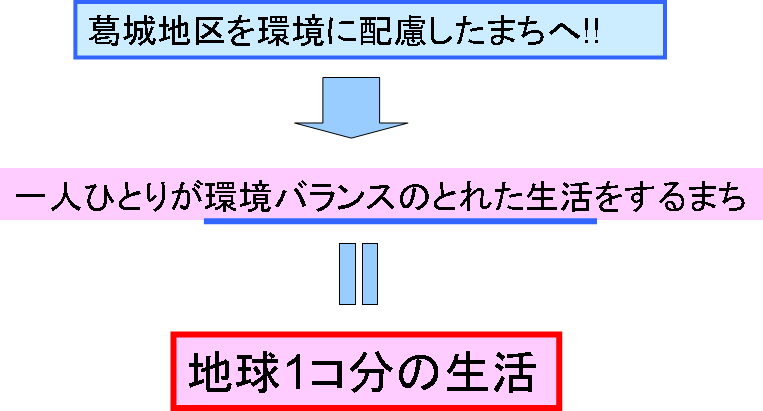 葛城地区を環境に配慮したまちへ!!
一人ひとりが環境バランスのとれた生活をするまち
地球1コ分の生活